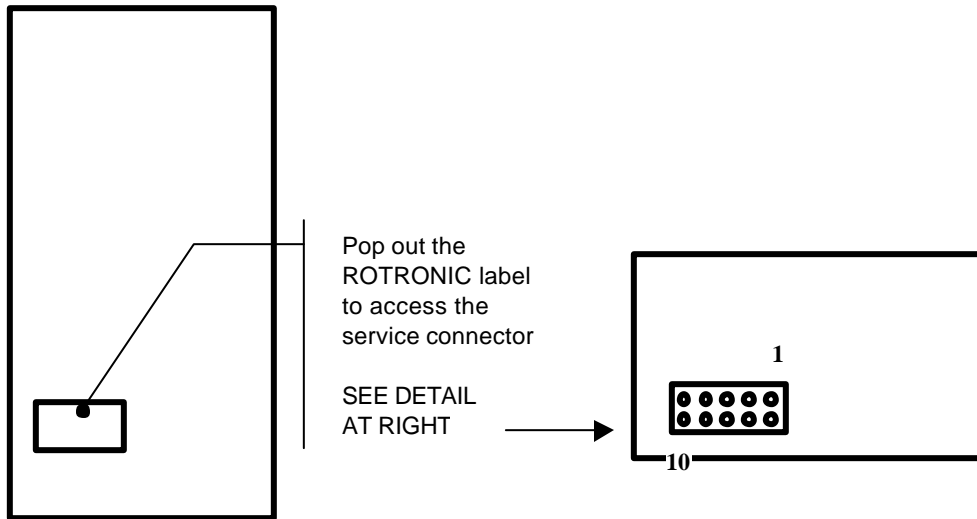 Pop out the
ROTRONIC label
to access the
service connector
SEE DETAIL
AT RIGHT
1
10